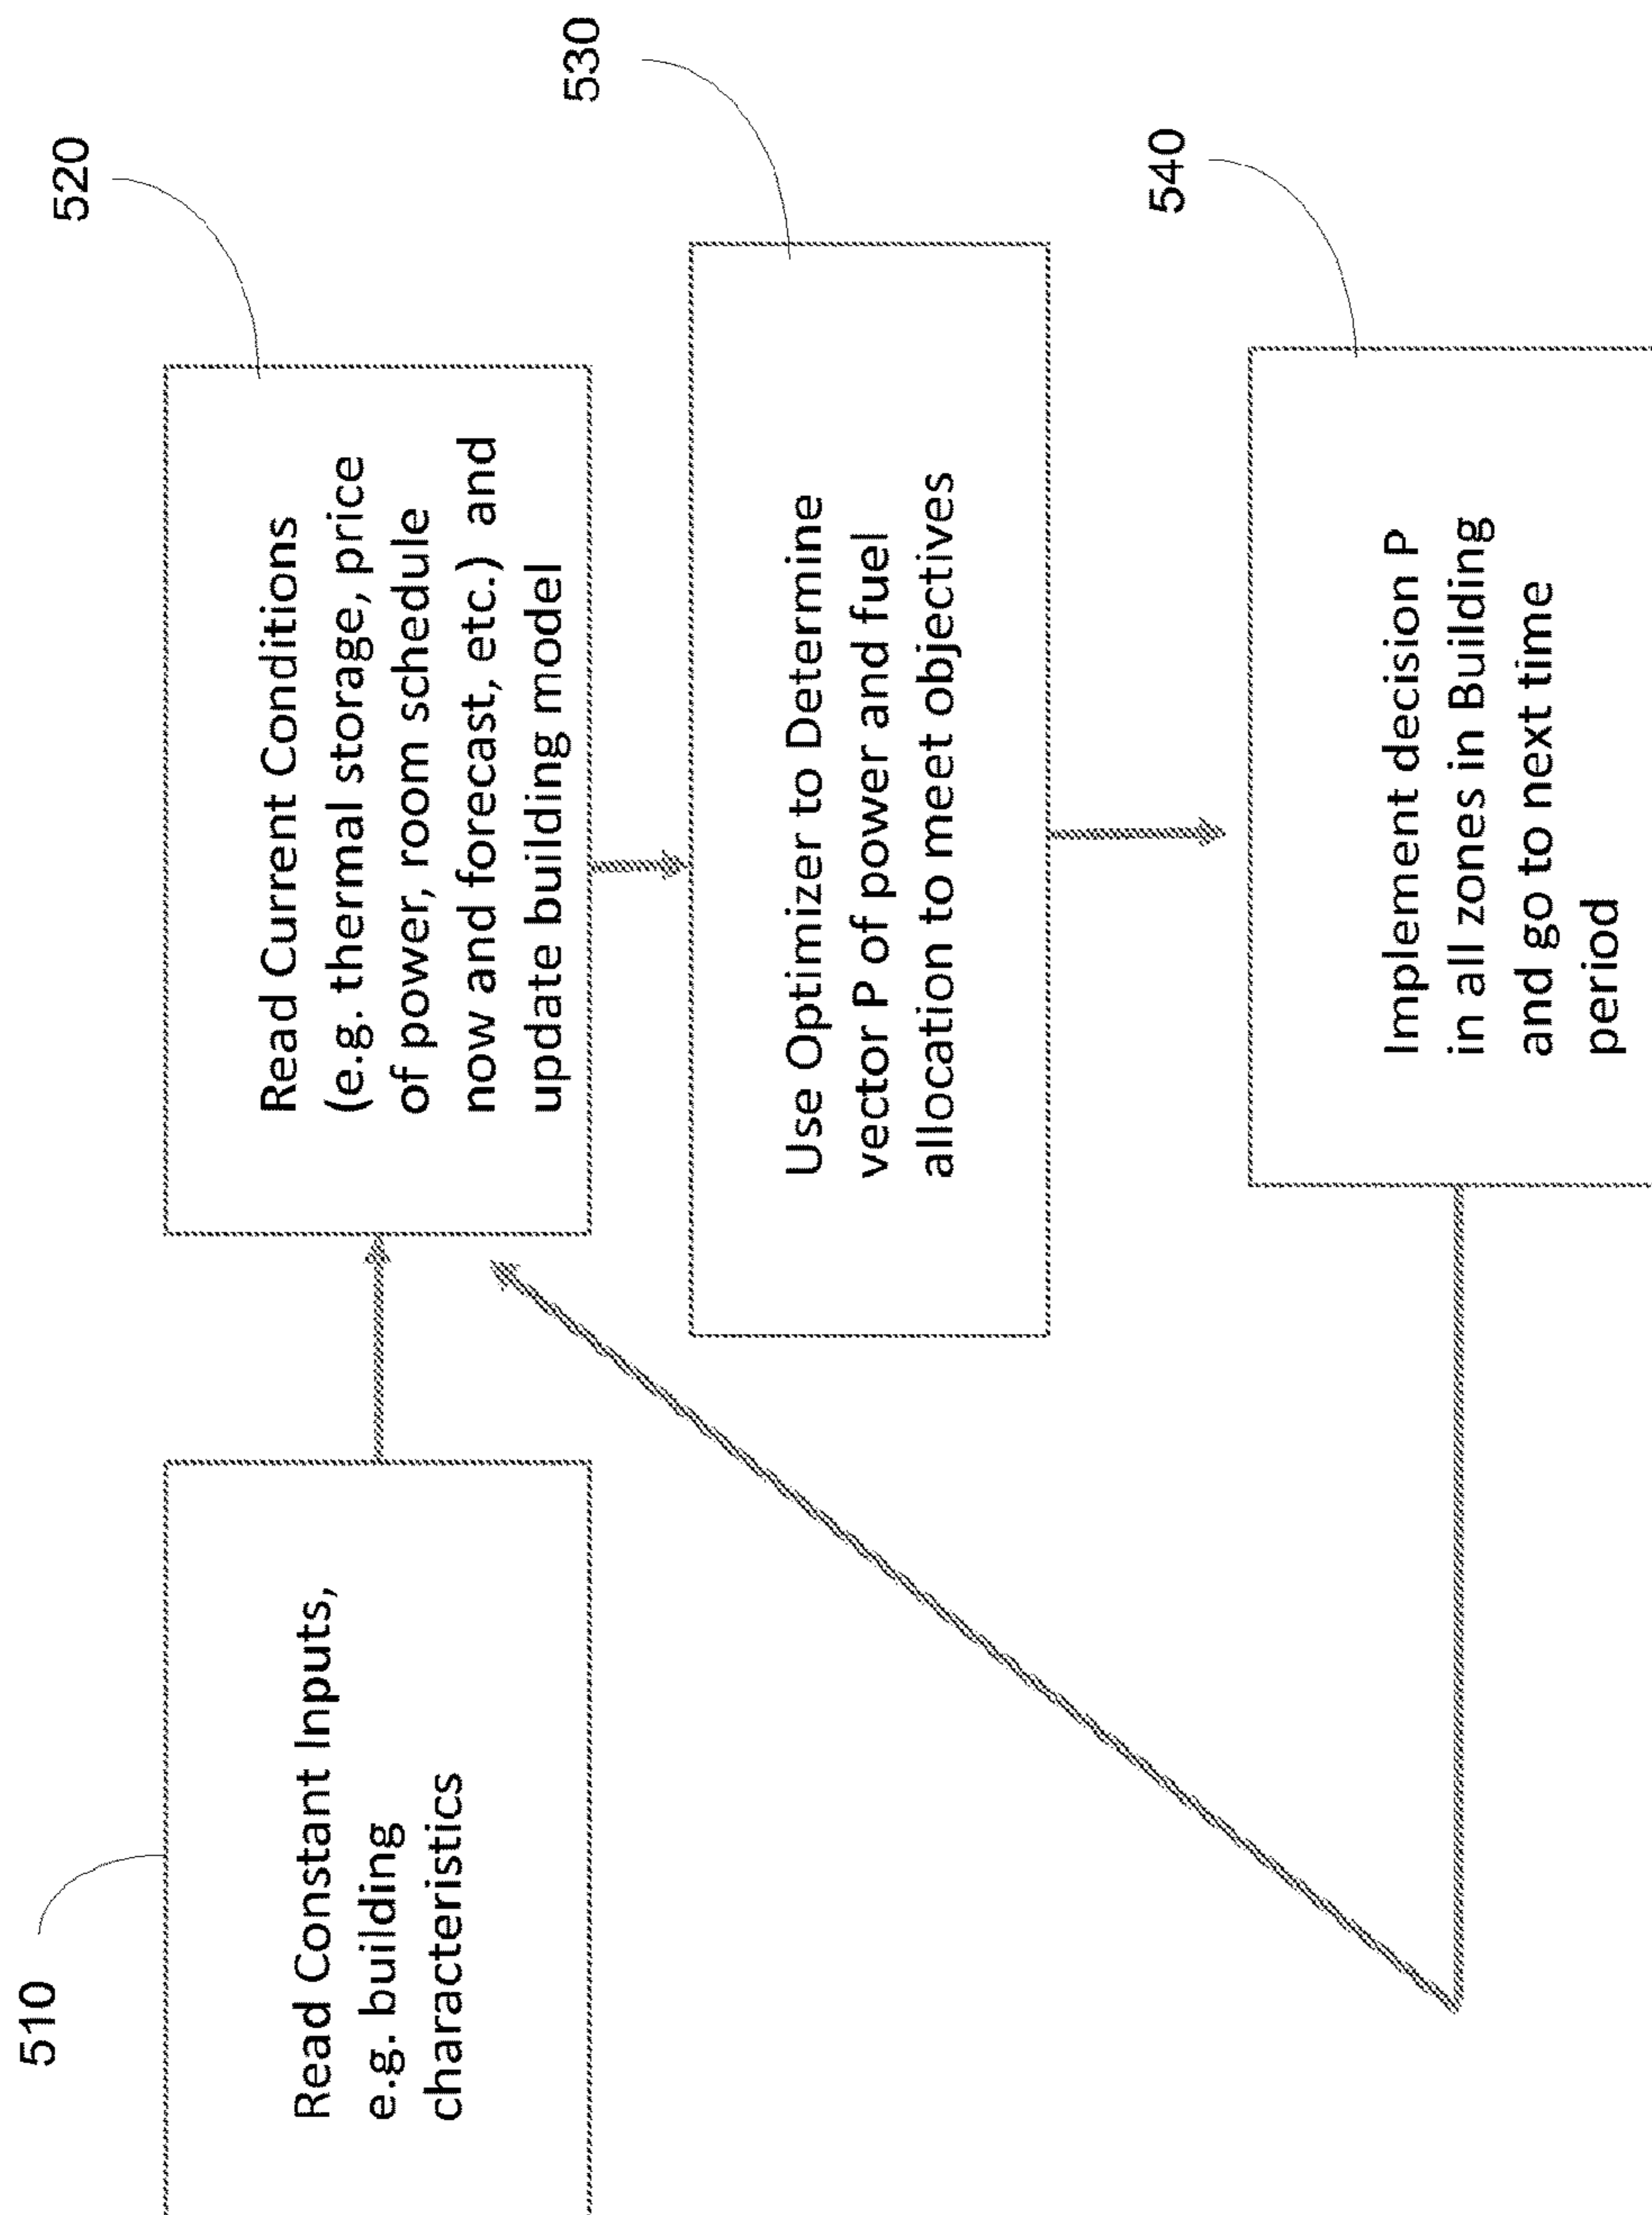 510
Read Constant Inputs,
e.g. building
characteristics
520
Read Current Conditions
(e.g. thermal storage, price
of power, room schedule
now and forecast, etc.) and
update building model
530
Use Optimizer to Determine
vector P of power and fuel
allocation to meet objectives
540
Implement decision P
in all zones in Building
and go to next time
period